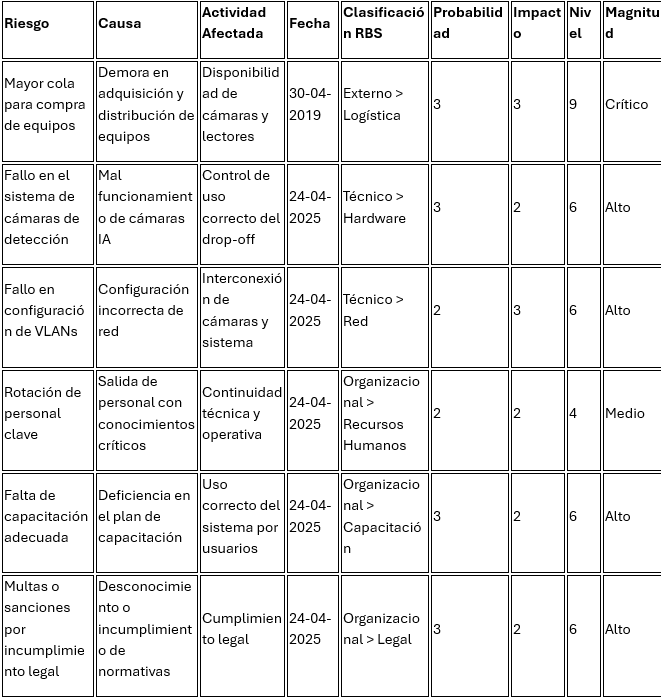 Riesgo
Causa
Actividad
Afectada
Fecha
Clasificació
n RBS
Probabilid
ad
Impact
o
Niv
el
Magnitu
d
Mayor cola
para compra
de equipos
Demora en
adquisición y
distribución de
equipos
Disponibilid
ad de
cámaras y
lectores
30-04-
2019
Externo >
Logística
3
3
9
Crítico
Fallo en el
sistema de
cámaras de
detección
Mal
funcionamient
o de cámaras
IA
Control de
uso
correcto del
drop-off
24-04-
2025
Técnico >
Hardware
3
2
6
Alto
Fallo en
configuració
n de VLANs
Configuración
incorrecta de
red
Interconexió
n de
cámaras y
sistema
24-04-
2025
Técnico >
Red
2
3
6
Alto
Rotación de
personal
clave
Salida de
personal con
conocimientos
críticos
Continuidad
técnica y
operativa
24-04-
2025
Organizacio
nal >
Recursos
Humanos
2
2
4
Medio
Falta de
capacitación
adecuada
Deficiencia en
el plan de
capacitación
Uso
correcto del
sistema por
usuarios
24-04-
2025
Organizacio
nal >
Capacitació
n
3
2
6
Alto
Multas o
sanciones
por
incumplimie
nto legal
Desconocimie
nto o
incumplimient
o de
normativas
Cumplimien
to legal
24-04-
2025
Organizacio
nal > Legal
3
2
6
Alto